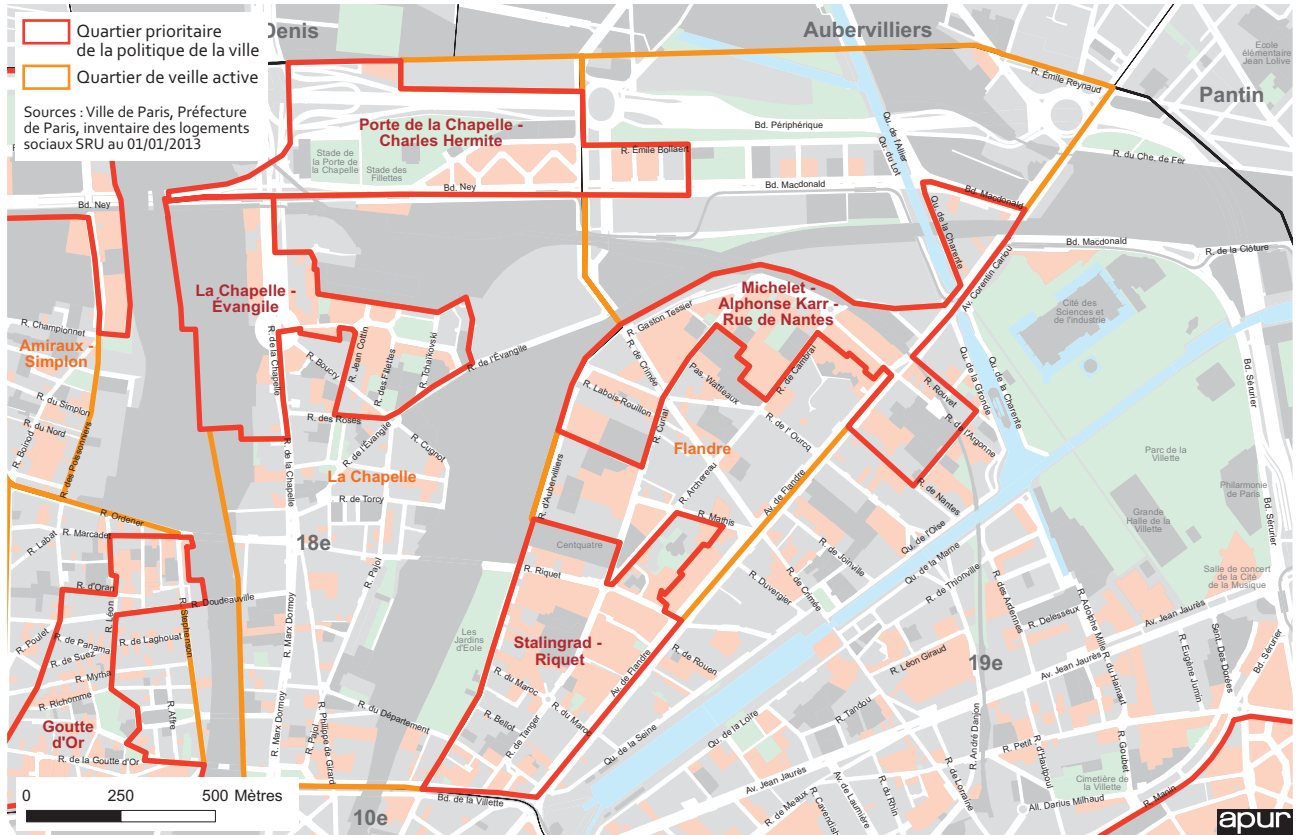 Quartier prioritaire
de la politique de la ville
Quartier de veille active
Sources : Ville de Paris, Préfecture
de Paris, inventaire des logements
sociaux SRU au 01/01/2013
Denis
Aubervilliers
Pantin
Ecole
élémentaire
Jean Lolive
R. Émile Reynaud
Porte de la Chapelle -
Charles Hermite
Bd. Périphérique
Qu. de l'Allier
Qu. du Lot
R. du Che. de Fer
Stade de
la Porte de
la Chapelle
Stade des
Fillettes
R. Émile Bollaert
Bd. Ney
Bd. Ney
Bd. Macdonald
Bd. Macdonald
Bd. Macdonald
Qu. de la Charente
R. de la Clôture
Av. Corentin Cariou
La Chapelle -
Évangile
Michelet -
Alphonse Karr -
Rue de Nantes
Cité des
Sciences et
de l'industrie
R. Championnet
Amiraux -
Simplon
R. de la Chapelle
R. Boucry
R. Jean Cottin
R. des Fillettes
R. Tchaïkovski
R. de l'Évangile
R. Gaston Tessier
R. de Crimée
Pas. Wattieaux
R. de Cambrai
R. Labois-Rouillon
R. Curial
R. Rouvet
Qu. de la Gironde
Qu. de la Charente
Bd. Sérurier
R. du Simplon
R. du Nord
R. Boinod
R. des Poissonniers
R. des Roses
R. de l'Évangile
R. Cugnot
R. de la Chapelle
La Chapelle
R. de Torcy
R. d'Aubervilliers
Flandre
R. de l' Ourcq
R. Archereau
Av. de Flandre
R. de l'Argonne
R. de Nantes
Parc de la
Villette
Philarmonie
de Paris
Grande
Halle de la
Villette
Bd. Sérurier
R. Ordener
R. Labat
R. Marcadet
18e
R. Mathis
Centquatre
R. Riquet
Qu. de l'Oise
Qu. de la Marne
R. de Joinville
R. de Thionville
R. Duvergier
R. de Crimée
R. des Ardennes
R. Delesseux
R. Adolphe Mille
Av. Jean Jaurès
Salle de concert
de la Cité
de la Musique
R. d'Oran
R. Léon
R. Doudeauville
R. Stephenson
R. Pajol
R. Marx Dormoy
R. Poulet
R. de Panama
R. de Laghouat
R. de Suez
R. Myrha
R. Richomme
R. Affre
Les
Jardins
d'Eole
Stalingrad -
Riquet
Av. de Flandre
R. de Rouen
R. Léon Giraud
19e
Av. Jean Jaurès
R. du Hainaut
R. Eugène Jumin
Sent. Des Dorées
Bd. Sérurier
Goutte
d'Or
R. de la Goutte d'Or
R. Marx Dormoy
R. Pajol
R. Philippe de Girard
R. du Département
R. du Maroc
R. Bellot
R. de Tanger
R. du Maroc
Qu. de la Seine
Qu. de la Loire
R. Tandou
R. André Danjon
R. Petit
R. d'Hautpoul
R. Goubet
R. Manin
Cimetière de
la Villette
0 250 500 Mètres
10e
Bd. de la Villette
Av. Jean Jaurès
R. de Meaux
R. Cavendish
Av. de Laumière
R. du Rhin
R. de Lorraine
All. Darius Milhaud
apur